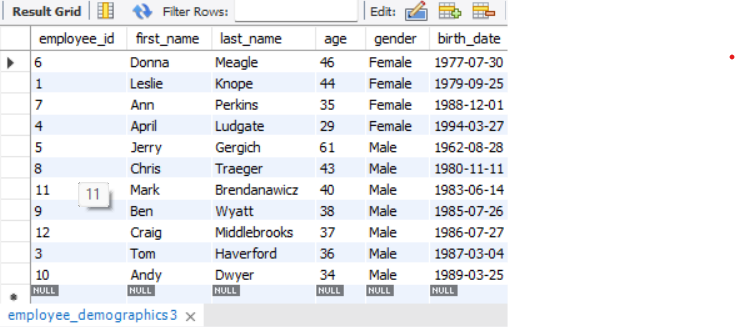 Result Grid Filter Rows: Edit:
employee_id first_name last_name age gender birth_date
6 Donna Meagle 46 Female 1977-07-30
1 Leslie Knope 44 Female 1979-09-25
7 Ann Perkins 35 Female 1988-12-01
4 April Ludgate 29 Female 1994-03-27
5 Jerry Gergich 61 Male 1962-08-28
8 Chris Traeger 43 Male 1980-11-11
11 Mark Brendanawicz 40 Male 1983-06-14
11
9 Ben Wyatt 38 Male 1985-07-26
12 Craig Middlebrooks 37 Male 1986-07-27
3 Tom Haverford 36 Male 1987-03-04
10 Andy Dwyer 34 Male 1989-03-25
NULL NULL NULL NULL NULL NULL
employee_demographics3